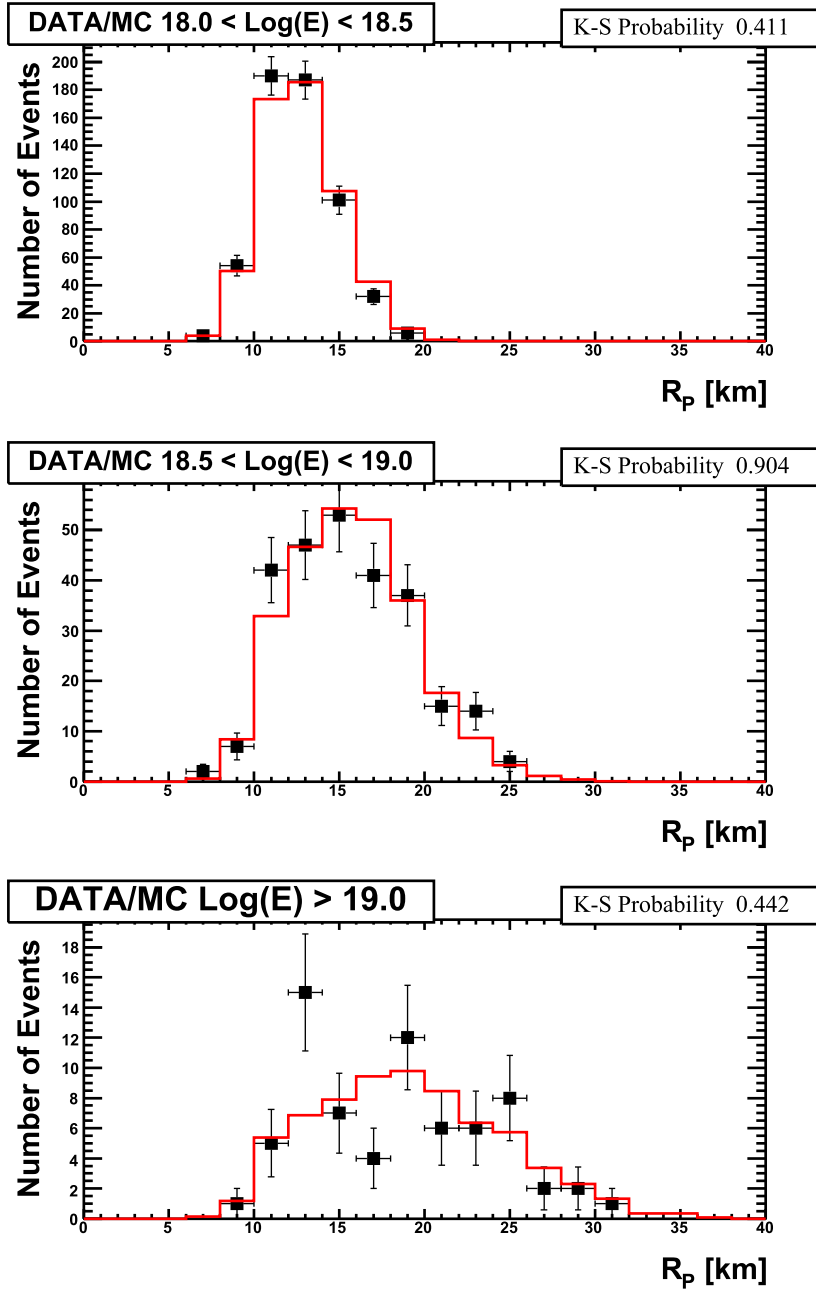 DATA/MC 18.0 < Log(E) < 18.5
K-S Probability 0.411
Number of Events
200
180
160
140
120
100
80
60
40
20
0
0 5 10 15 20 25 30 35 40
R_P [km]
DATA/MC 18.5 < Log(E) < 19.0
K-S Probability 0.904
Number of Events
50
40
30
20
10
0
0 5 10 15 20 25 30 35 40
R_P [km]
DATA/MC Log(E) > 19.0
K-S Probability 0.442
Number of Events
18
16
14
12
10
8
6
4
2
0
0 5 10 15 20 25 30 35 40
R_P [km]